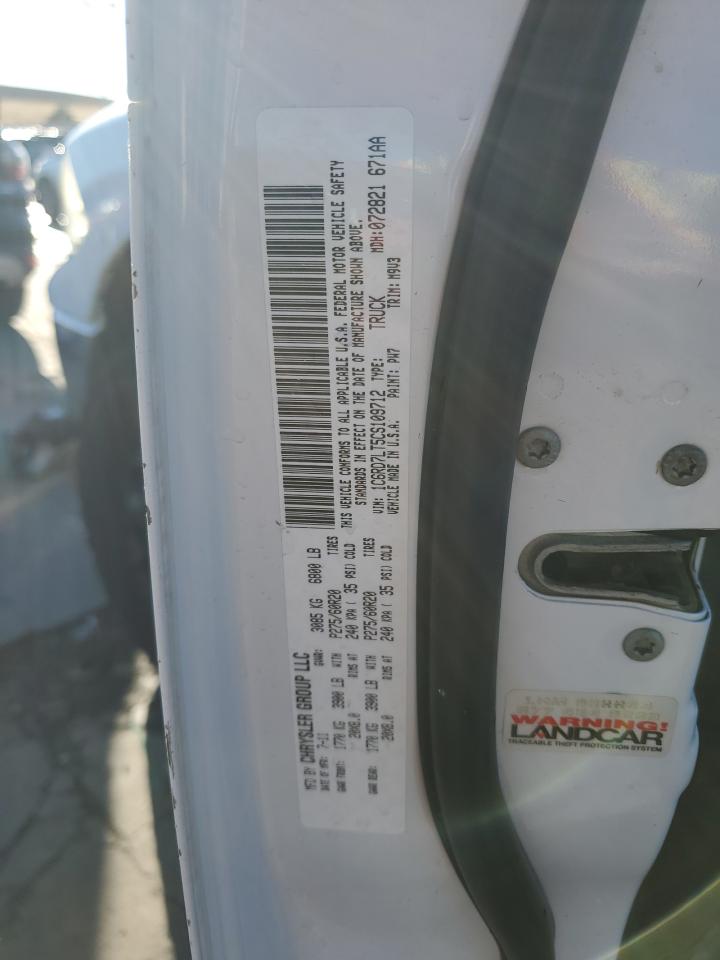 MFD BY CHRYSLER GROUP LLC
DATE OF MFR: 7-11 GVWR: 3085 KG 6800 LB
GAWR FRONT: 1770 KG 3900 LB WITH P275/60R20 TIRES
20X8.0 RIMS AT 240 KPA ( 35 PSI) COLD
GAWR REAR: 1770 KG 3900 LB WITH P275/60R20 TIRES
20X8.0 RIMS AT 240 KPA ( 35 PSI) COLD
THIS VEHICLE CONFORMS TO ALL APPLICABLE U.S.A. FEDERAL MOTOR VEHICLE SAFETY
STANDARDS IN EFFECT ON THE DATE OF MANUFACTURE SHOWN ABOVE.
VIN: 1C6RD7LT5CS109712 TYPE: TRUCK MDH:072821 671AA
VEHICLE MADE IN U.S.A. PAINT: PW7 TRIM: M9V3
WARNING!
LANDCAR
TRACEABLE THEFT PROTECTION SYSTEM